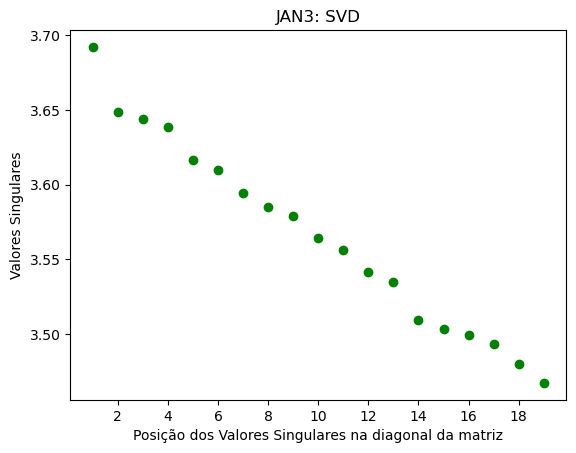 JAN3: SVD
Valores Singulares
3.70
3.65
3.60
3.55
3.50
2 4 6 8 10 12 14 16 18
Posição dos Valores Singulares na diagonal da matriz